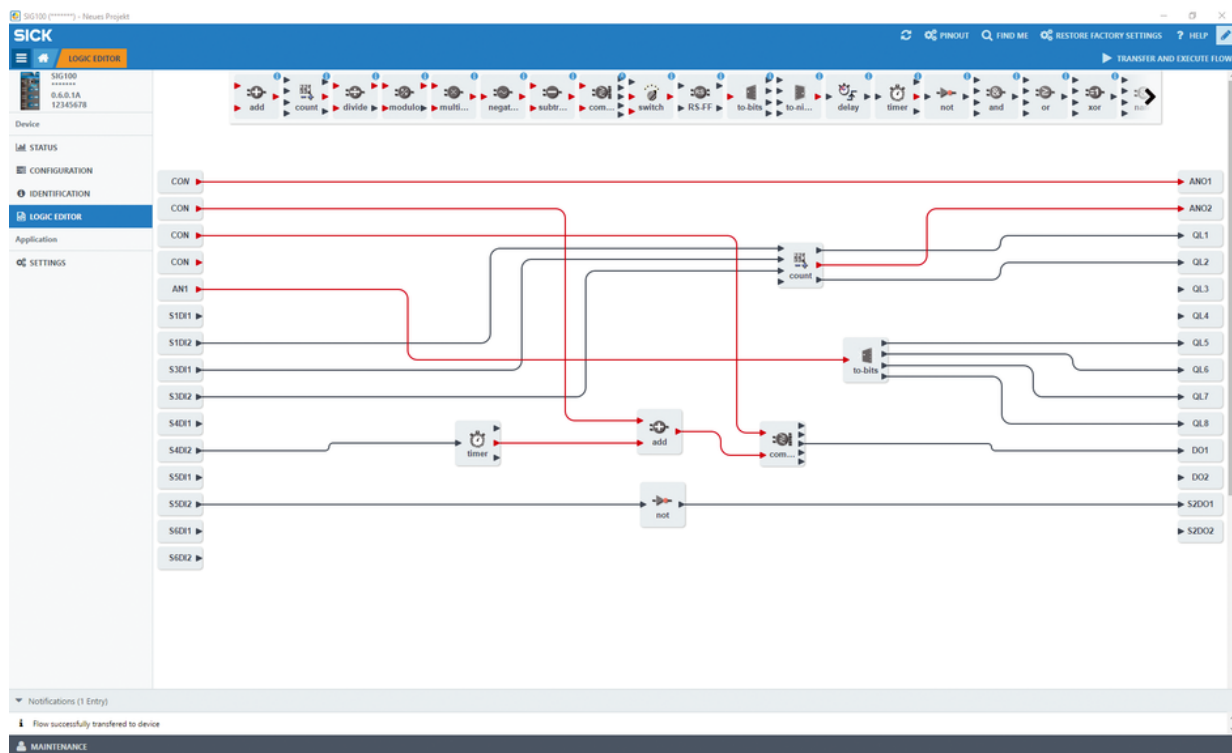 SIG100 (*******) - Neues Projekt
SICK
PINOUT FIND ME RESTORE FACTORY SETTINGS ? HELP
LOGIC EDITOR
TRANSFER AND EXECUTE FLOW
SIG100
*******
0.6.0.1A
12345678
Device
STATUS
CONFIGURATION
IDENTIFICATION
LOGIC EDITOR
Application
SETTINGS
add count divide modulo multi... negat... subtr... com... switch RS-FF to-bits to-ni... delay timer not and or xor
CON ANO1
CON ANO2
CON QL1
CON QL2
count
AN1 QL3
S1DI1 QL4
S1DI2 QL5
S3DI1 to-bits QL6
S3DI2 QL7
S4DI1 QL8
add
S4DI2 DO1
timer com...
S5DI1 DO2
S5DI2 S2DO1
not
S6DI1 S2DO2
S6DI2
Notifications (1 Entry)
Flow successfully transfered to device
MAINTENANCE